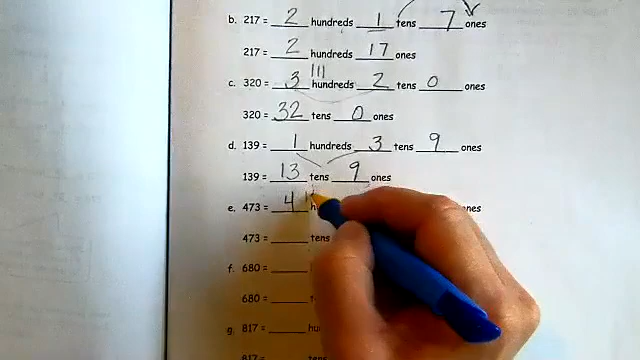 b. 217 = 2 hundreds 1 tens 7 ones
217 = 2 hundreds 17 ones
c. 320 = 3 hundreds 2 tens 0 ones
320 = 32 tens 0 ones
d. 139 = 1 hundreds 3 tens 9 ones
139 = 13 tens 9 ones
e. 473 = 4 ones
473 = tens
f. 680 =
680 =
g. 817 =
817 =